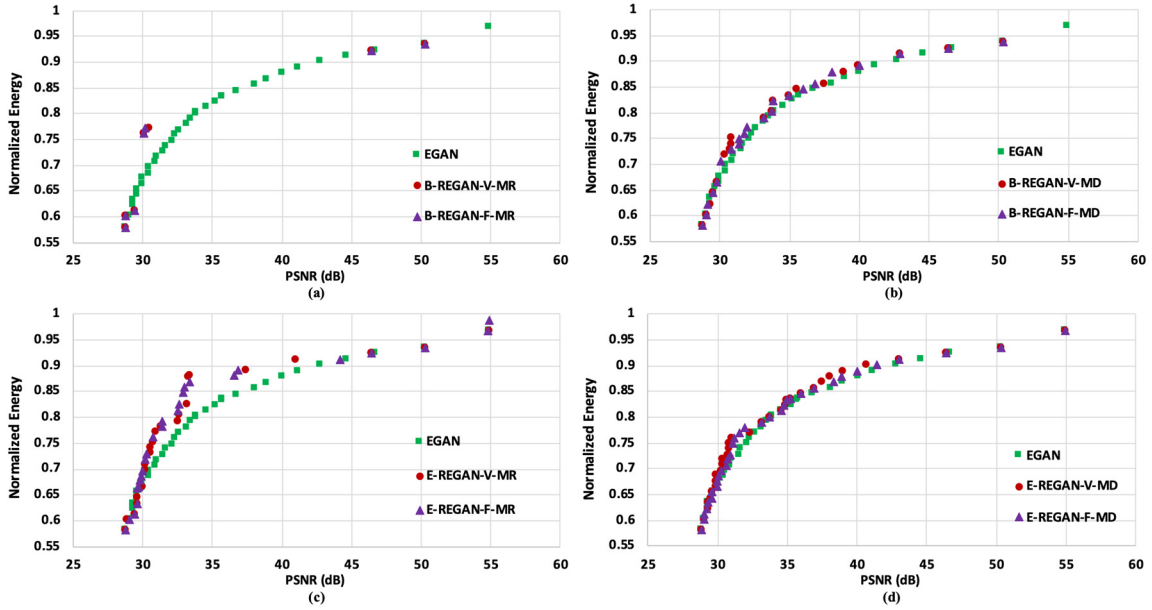 1
0.95
0.9
0.85
0.8
0.75
0.7
0.65
0.6
0.55
Normalized Energy
EGAN
B-REGAN-V-MR
B-REGAN-F-MR
25 30 35 40 45 50 55 60
PSNR (dB)
(a)
1
0.95
0.9
0.85
0.8
0.75
0.7
0.65
0.6
0.55
Normalized Energy
EGAN
B-REGAN-V-MD
B-REGAN-F-MD
25 30 35 40 45 50 55 60
PSNR (dB)
(b)
1
0.95
0.9
0.85
0.8
0.75
0.7
0.65
0.6
0.55
Normalized Energy
EGAN
E-REGAN-V-MR
E-REGAN-F-MR
25 30 35 40 45 50 55 60
PSNR (dB)
(c)
1
0.95
0.9
0.85
0.8
0.75
0.7
0.65
0.6
0.55
Normalized Energy
EGAN
E-REGAN-V-MD
E-REGAN-F-MD
25 30 35 40 45 50 55 60
PSNR (dB)
(d)